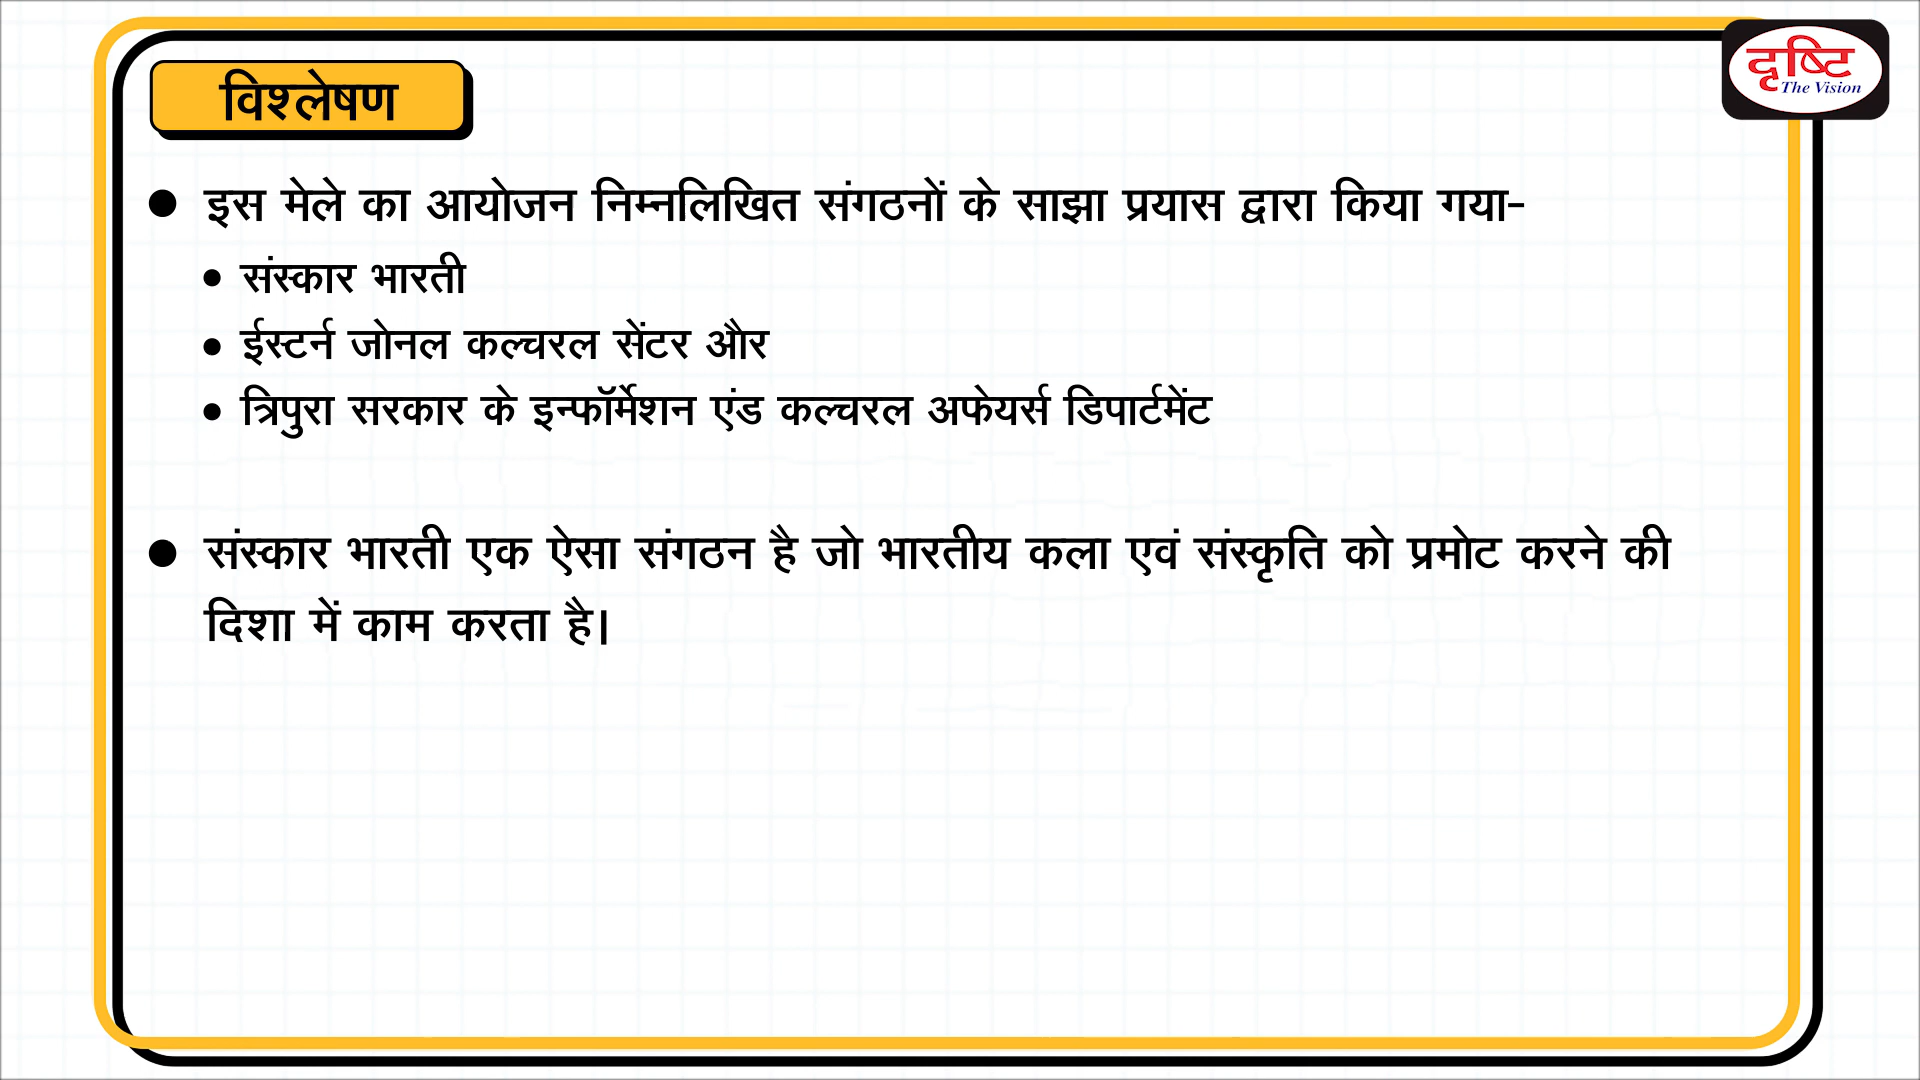 दृष्टि
The Vision
विश्लेषण
● इस मेले का आयोजन निम्नलिखित संगठनों के साझा प्रयास द्वारा किया गया-
• संस्कार भारती
• ईस्टर्न जोनल कल्चरल सेंटर और
• त्रिपुरा सरकार के इन्फॉर्मेशन एंड कल्चरल अफेयर्स डिपार्टमेंट
● संस्कार भारती एक ऐसा संगठन है जो भारतीय कला एवं संस्कृति को प्रमोट करने की
दिशा में काम करता है।